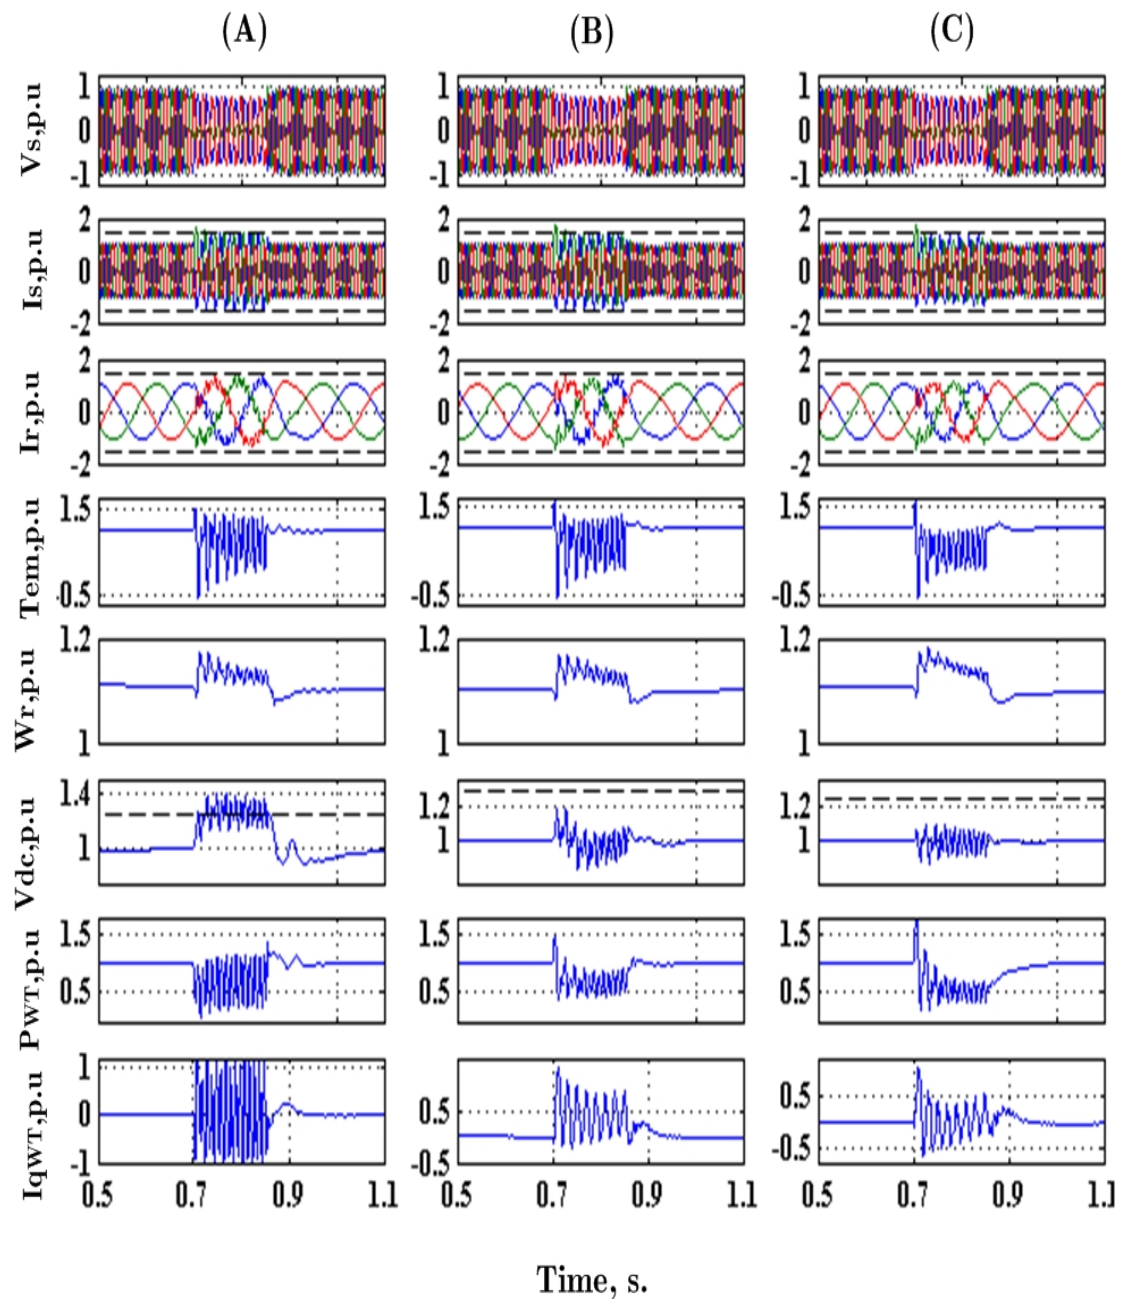 (A) (B) (C)
Vs,p.u
1 1 1
0 0 0
-1 -1 -1
Is,p.u
2 2 2
0 0 0
-2 -2 -2
Ir,p.u
2 2 2
0 0 0
-2 -2 -2
Tem,p.u
1.5 1.5 1.5
-0.5 -0.5 -0.5
Wr,p.u
1.2 1.2 1.2
1 1 1
Vdc,p.u
1.4 1.2 1.2
1 1 1
PWT,p.u
1.5 1.5 1.5
0.5 0.5 0.5
IqWT,p.u
1 0.5 0.5
0 -0.5 -0.5
-1
0.5 0.7 0.9 1.1 0.5 0.7 0.9 1.1 0.5 0.7 0.9 1.1
Time, s.